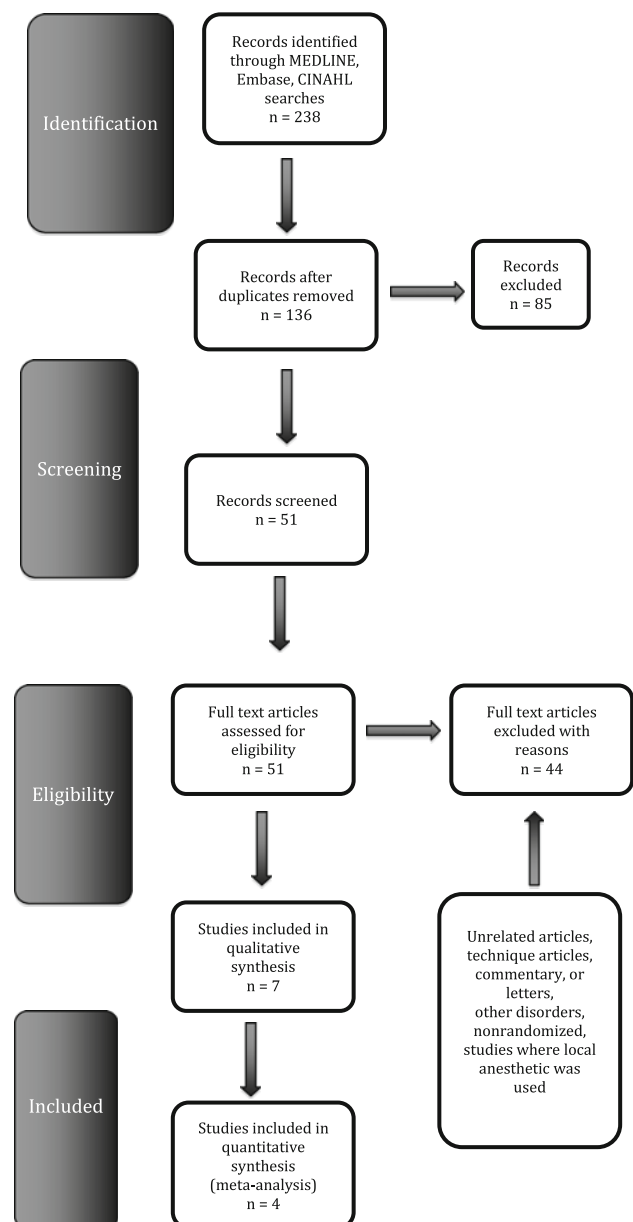 Identification
Records identified
through MEDLINE,
Embase, CINAHL
searches
n = 238
Records after
duplicates removed
n = 136
Records
excluded
n = 85
Screening
Records screened
n = 51
Eligibility
Full text articles
assessed for
eligibility
n = 51
Full text articles
excluded with
reasons
n = 44
Unrelated articles,
technique articles,
commentary, or
letters,
other disorders,
nonrandomized,
studies where local
anesthetic was
used
Studies included in
qualitative
synthesis
n = 7
Included
Studies included in
quantitative
synthesis
(meta-analysis)
n = 4